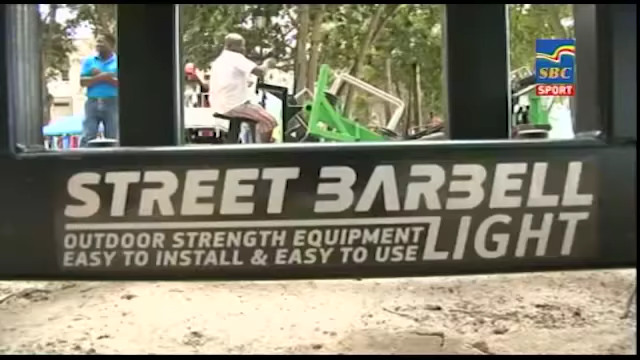 SBC
SPORT
STREET BARBELL
OUTDOOR STRENGTH EQUIPMENT
EASY TO INSTALL & EASY TO USE
LIGHT